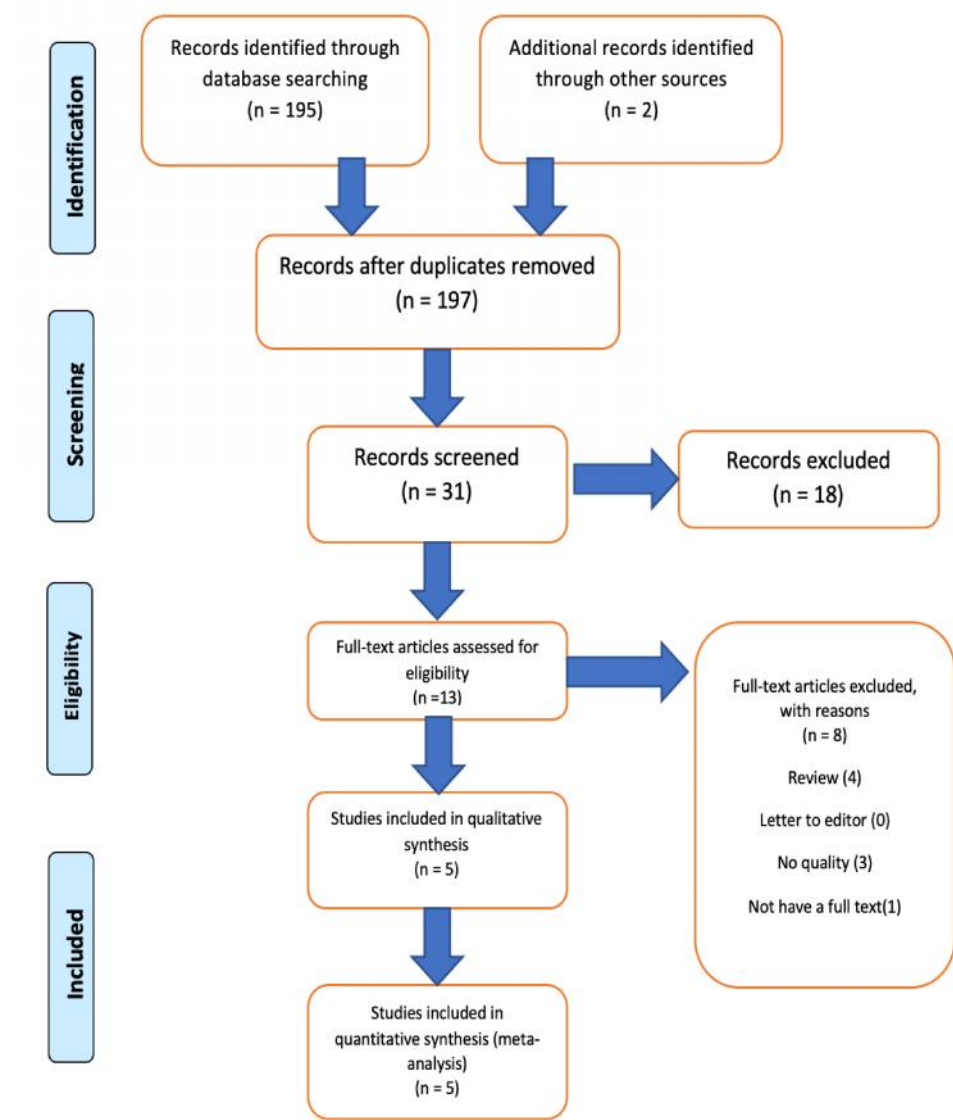 Identification
Records identified through
database searching
(n = 195)
Additional records identified
through other sources
(n = 2)
Records after duplicates removed
(n = 197)
Screening
Records screened
(n = 31)
Records excluded
(n = 18)
Eligibility
Full-text articles assessed for
eligibility
(n =13)
Full-text articles excluded,
with reasons
(n = 8)
Review (4)
Letter to editor (0)
No quality (3)
Not have a full text(1)
Included
Studies included in qualitative
synthesis
(n = 5)
Studies included in
quantitative synthesis (meta-
analysis)
(n = 5)